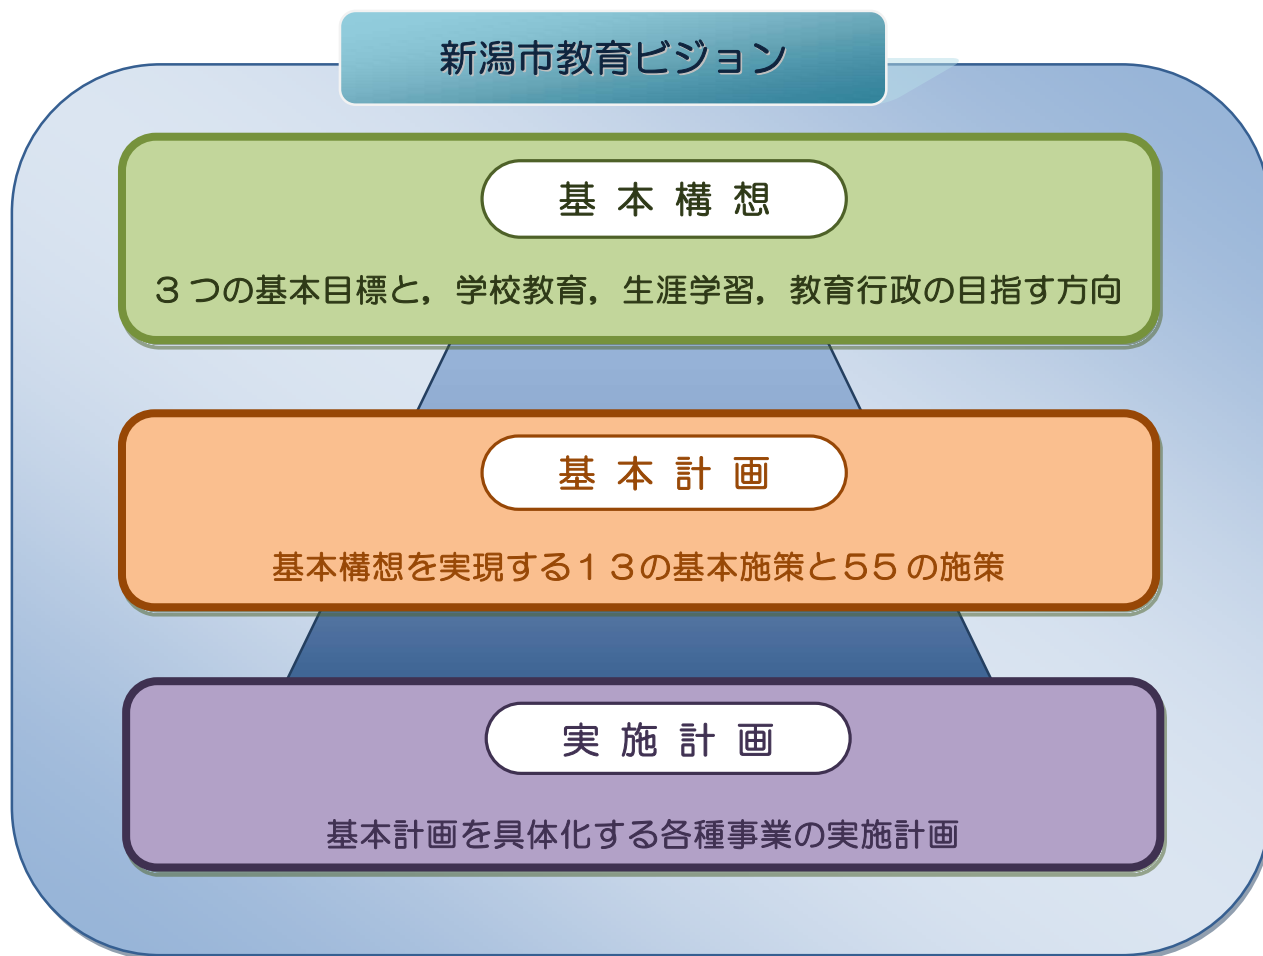 新潟市教育ビジョン
基本構想
３つの基本目標と，学校教育，生涯学習，教育行政の目指す方向
基本計画
基本構想を実現する１３の基本施策と５５の施策
実施計画
基本計画を具体化する各種事業の実施計画